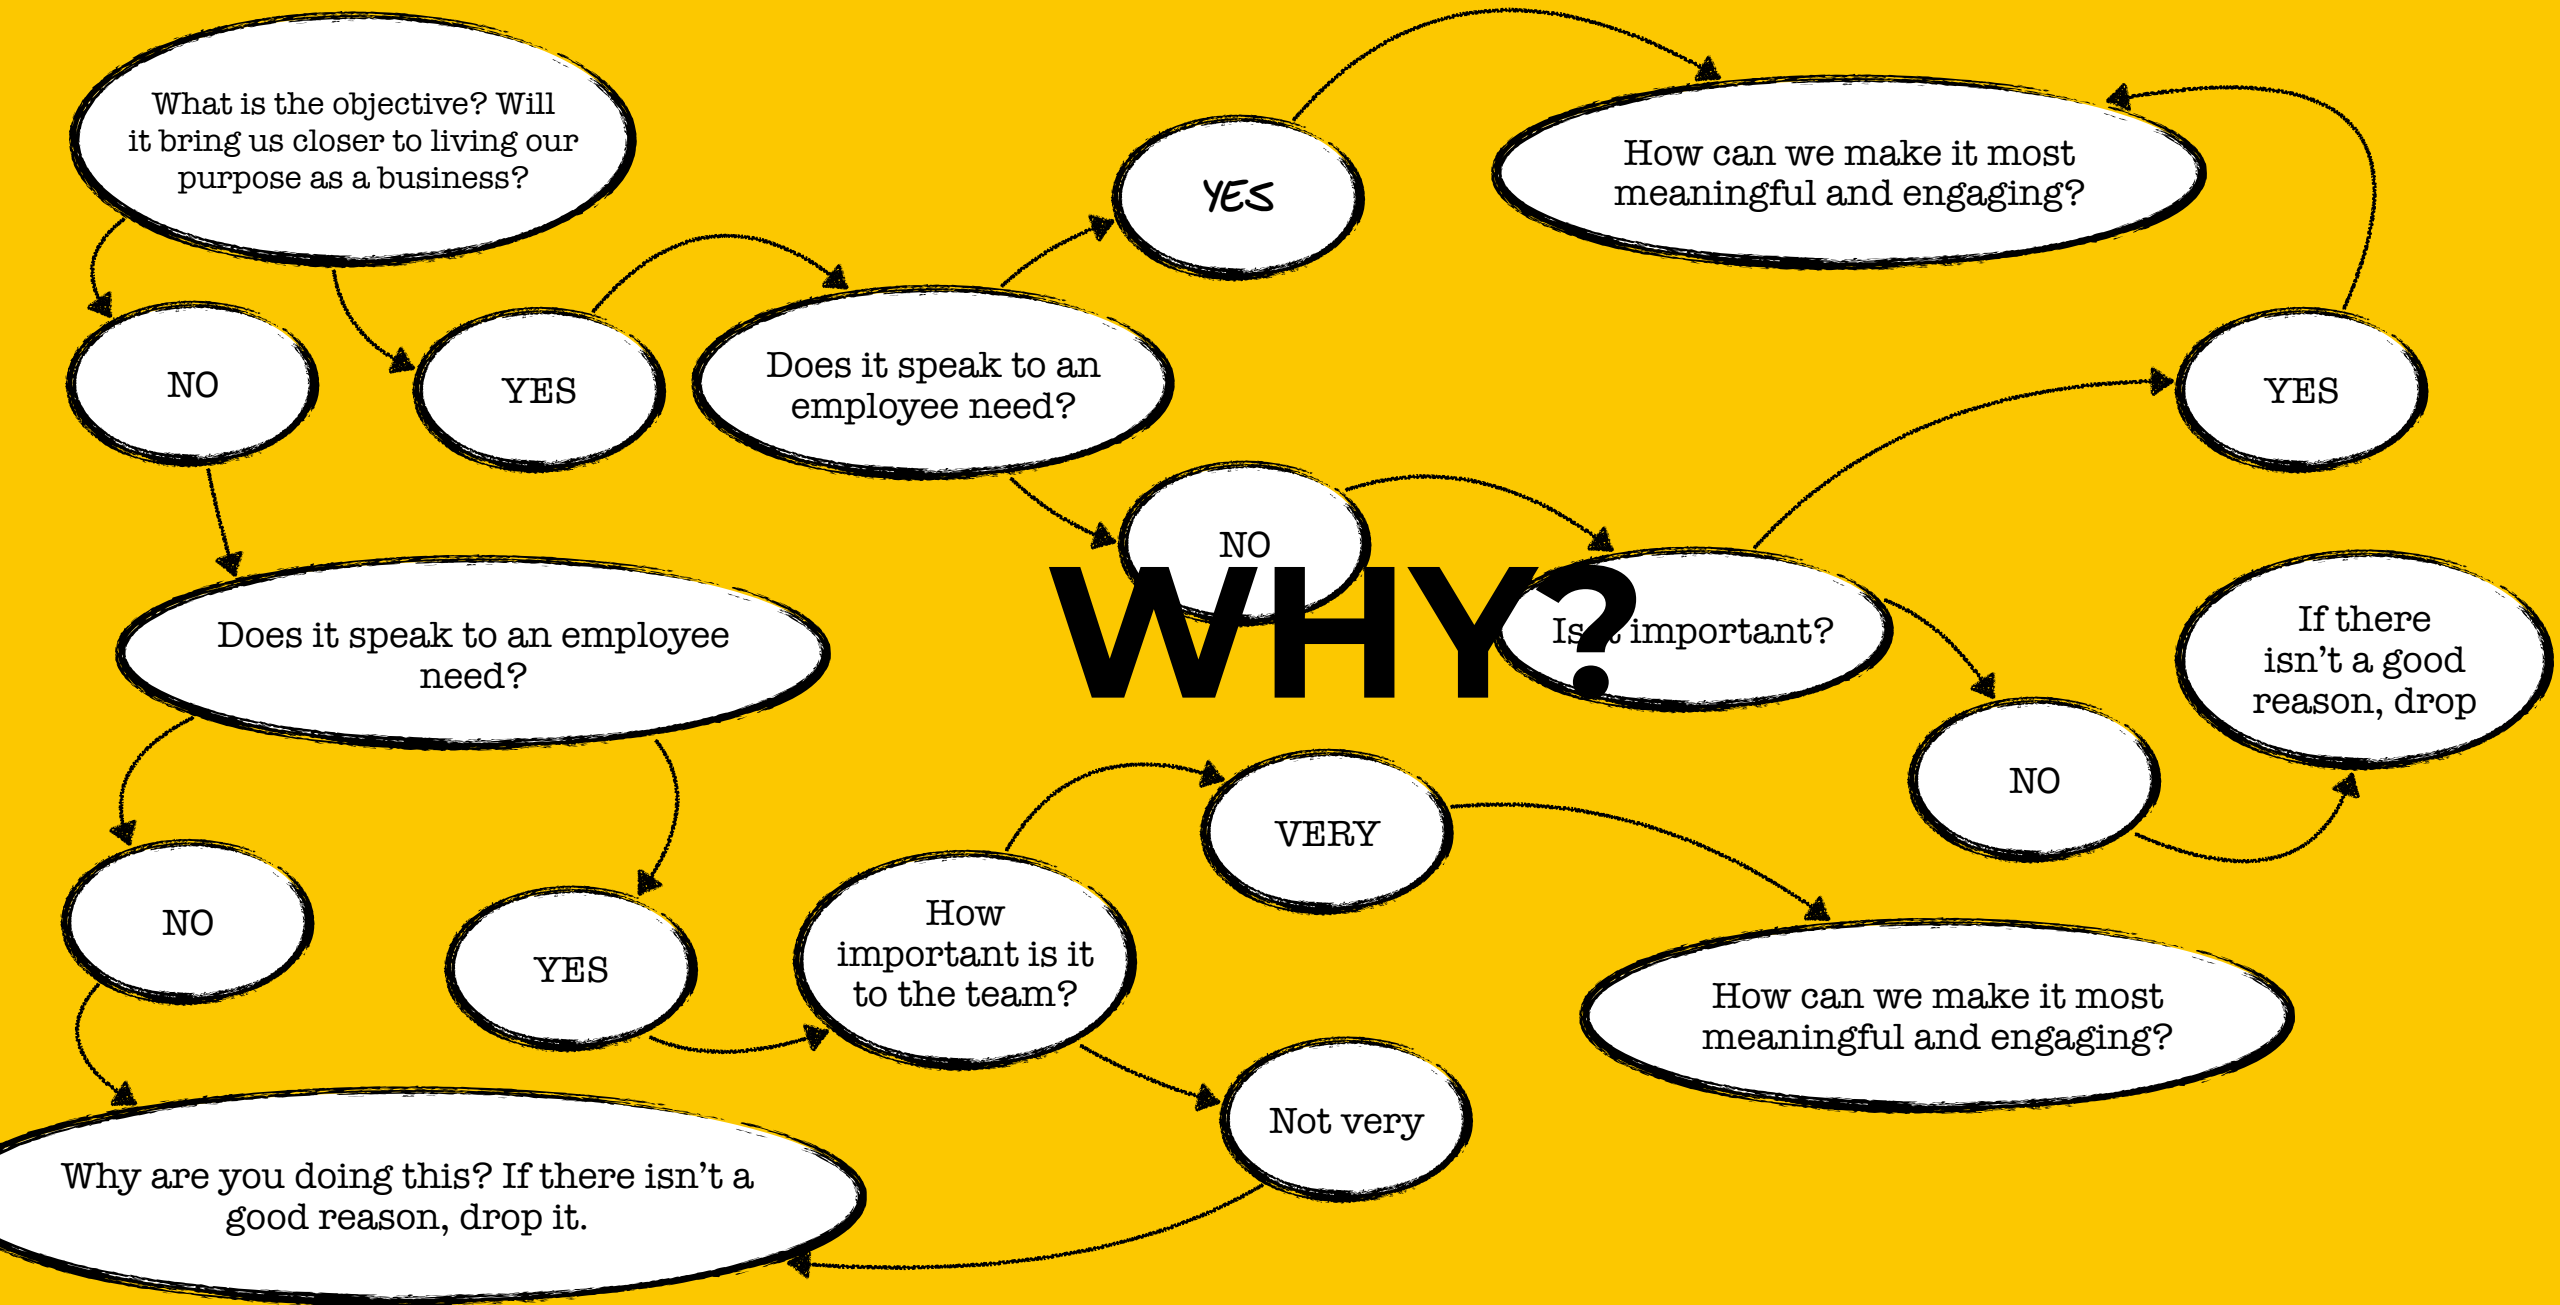 What is the objective? Will
it bring us closer to living our
purpose as a business?
YES
How can we make it most
meaningful and engaging?
NO
YES
Does it speak to an
employee need?
YES
NO
WHY?
Is important?
If there
isn’t a good
reason, drop
Does it speak to an employee
need?
NO
VERY
NO
YES
How
important is it
to the team?
How can we make it most
meaningful and engaging?
Not very
Why are you doing this? If there isn’t a
good reason, drop it.